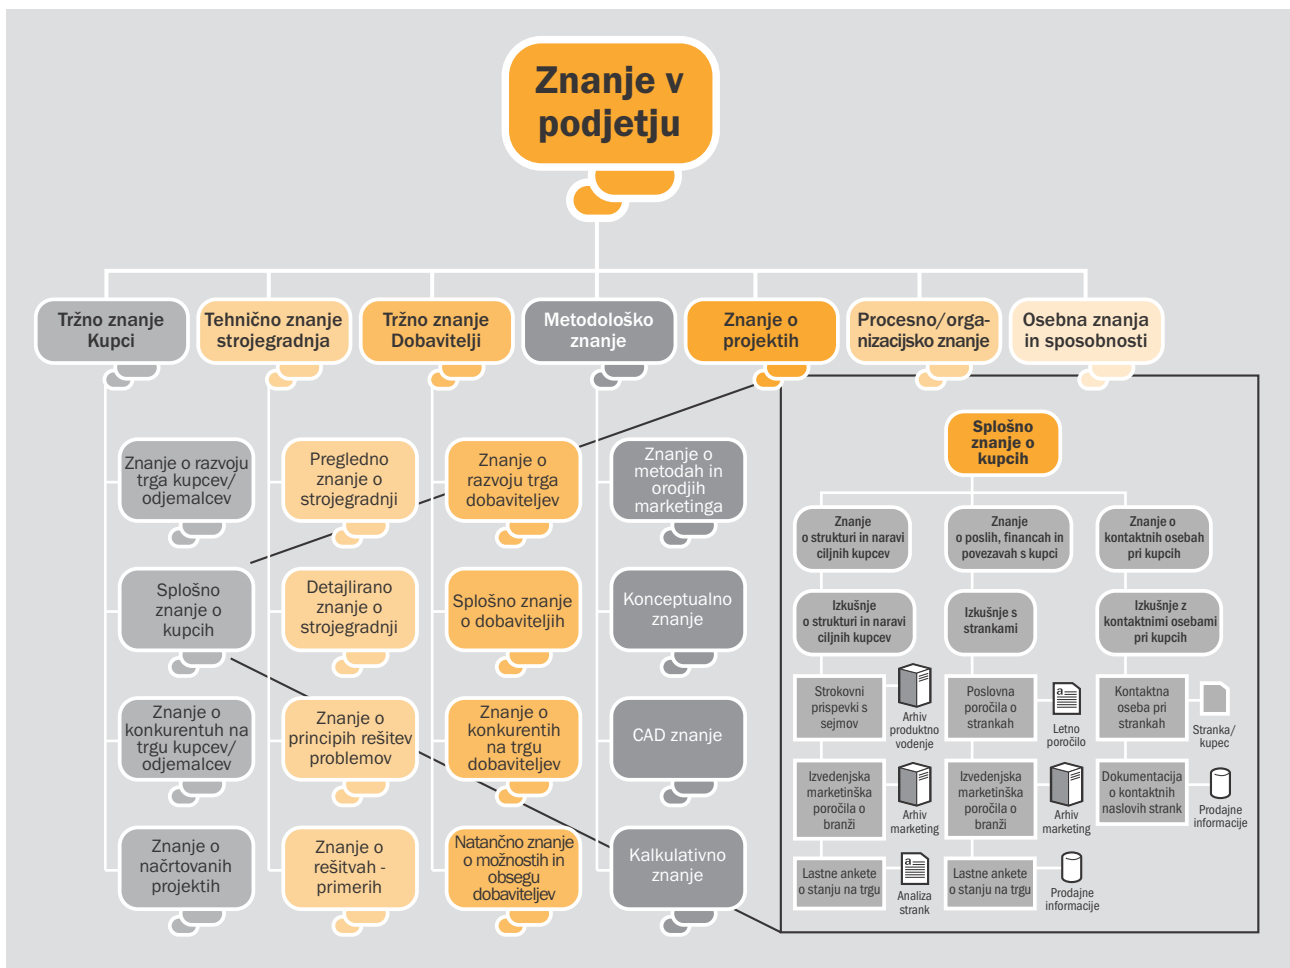 Znanje v
podjetju
Tržno znanje
Kupci
Tehnično znanje
strojegradnja
Tržno znanje
Dobavitelji
Metodološko
znanje
Znanje o
projektih
Procesno/orga-
nizacijsko znanje
Osebna znanja
in sposobnosti
Znanje o razvoju
trga kupcev/
odjemalcev
Splošno
znanje o
kupcih
Znanje o
konkurentuh na
trgu kupcev/
odjemalcev
Znanje o
načrtovanih
projektih
Pregledno
znanje o
strojegradnji
Detajlirano
znanje o
strojegradnji
Znanje o
principih rešitev
problemov
Znanje o
rešitvah -
primerih
Znanje o
razvoju trga
dobaviteljev
Splošno znanje
o dobaviteljih
Znanje o
konkurentih
na trgu
dobaviteljev
Natančno znanje
o možnostih in
obsegu
dobaviteljev
Znanje o
metodah in
orodjih
marketinga
Konceptualno
znanje
CAD znanje
Kalkulativno
znanje
Splošno
znanje o
kupcih
Znanje
o strukturi in naravi
ciljnih kupcev
Izkušnje
o strukturi in naravi
ciljnih kupcev
Strokovni
prispevki s
sejmov
Arhiv
produktno
vodenje
Izvedenjska
marketinška
poročila o
branži
Arhiv
marketing
Lastne ankete
o stanju na trgu
a
Analiza
strank
Znanje
o poslih, financah in
povezavah s kupci
Izkušnje s
strankami
Poslovna
poročila o
strankah
a
Letno
poročilo
Izvedenjska
marketinška
poročila o
branži
Arhiv
marketing
Lastne ankete
o stanju na trgu
Prodajne
informacije
Znanje o
kontaktnih osebah
pri kupcih
Izkušnje z
kontaktnimi osebami
pri kupcih
Kontaktna
oseba pri
strankah
Stranka/
kupec
Dokumentacija
o kontaktnih
naslovih strank
Prodajne
informacije